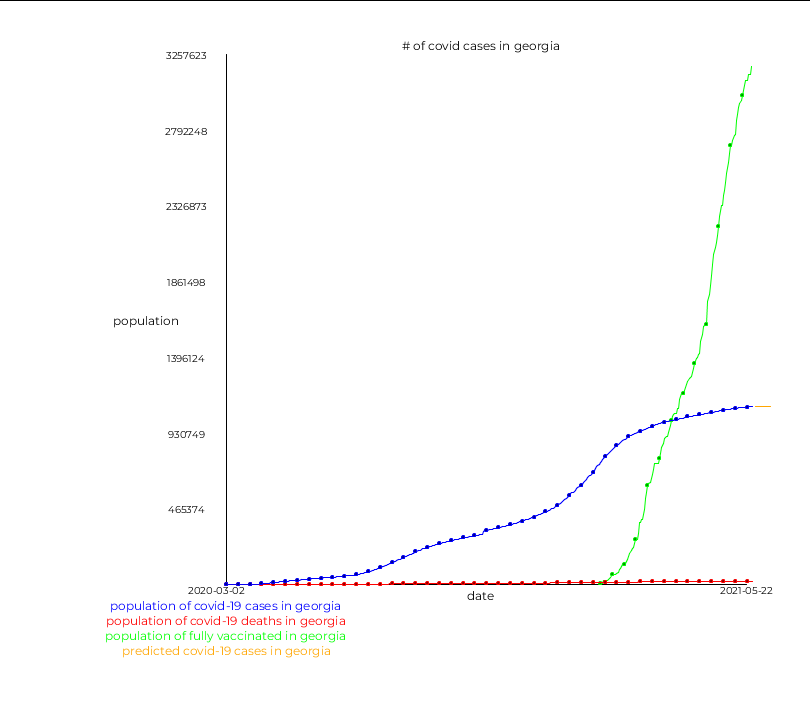 # of covid cases in georgia
3257623
2792248
2326873
1861498
population
1396124
930749
465374
2020-03-02
date
2021-05-22
population of covid-19 cases in georgia
population of covid-19 deaths in georgia
population of fully vaccinated in georgia
predicted covid-19 cases in georgia